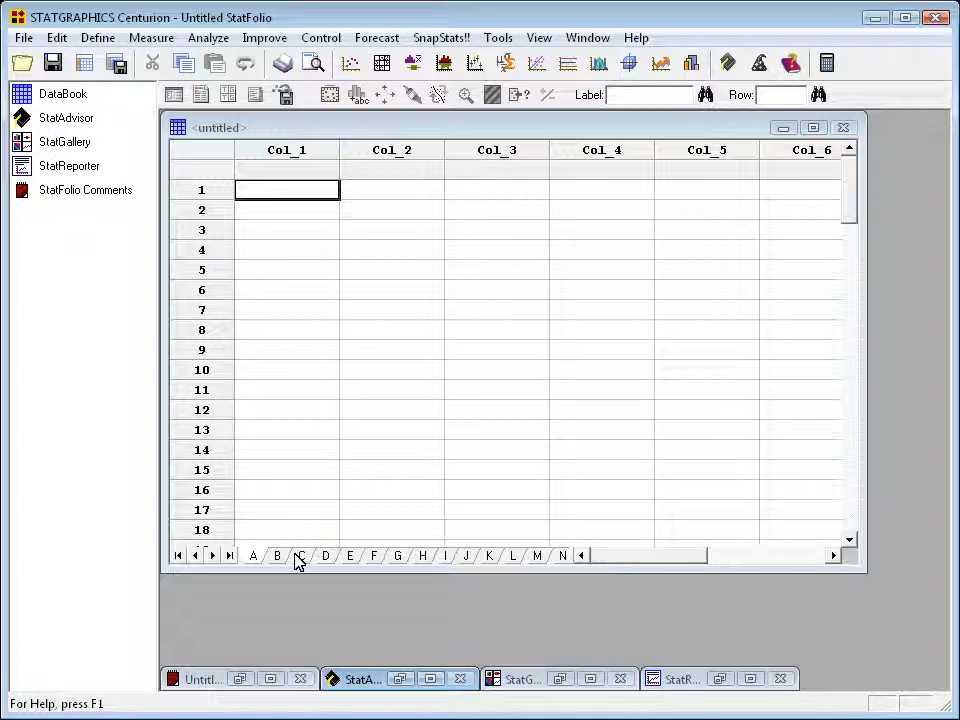 STATGRAPHICS Centurion - Untitled StatFolio
File Edit Define Measure Analyze Improve Control Forecast SnapStats!! Tools View Window Help
Label: Row:
DataBook
StatAdvisor
StatGallery
StatReporter
StatFolio Comments
<untitled>
Col_1 Col_2 Col_3 Col_4 Col_5 Col_6
1
2
3
4
5
6
7
8
9
10
11
12
13
14
15
16
17
18
A B C D E F G H I J K L M N
Untitl... StatA... StatG... StatR...
For Help, press F1